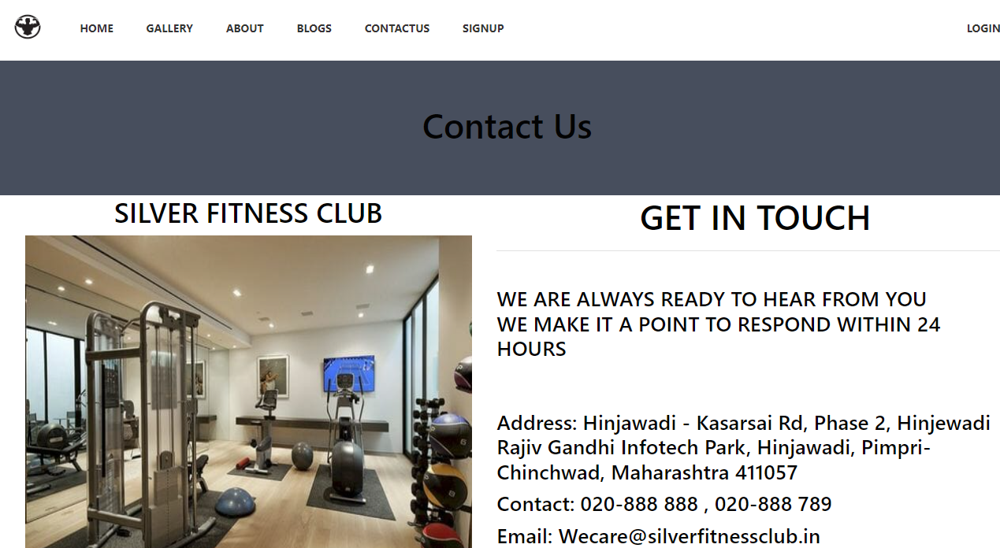 HOME GALLERY ABOUT BLOGS CONTACTUS SIGNUP LOGIN
Contact Us
SILVER FITNESS CLUB
GET IN TOUCH
WE ARE ALWAYS READY TO HEAR FROM YOU
WE MAKE IT A POINT TO RESPOND WITHIN 24
HOURS
Address: Hinjawadi - Kasarsai Rd, Phase 2, Hinjewadi
Rajiv Gandhi Infotech Park, Hinjawadi, Pimpri-
Chinchwad, Maharashtra 411057
Contact: 020-888 888 , 020-888 789
Email: Wecare@silverfitnessclub.in